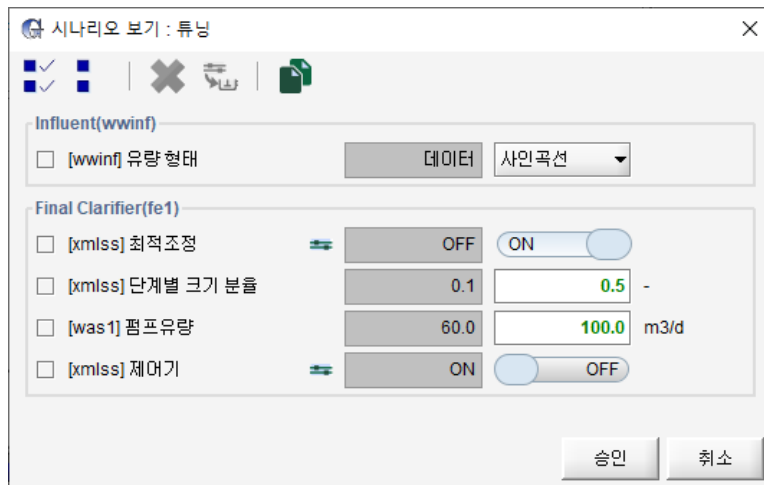 시나리오 보기 : 튜닝
Influent(wwinf)
[wwinf] 유량 형태 데이터 사인곡선
Final Clarifier(fe1)
[xmlss] 최적조정 OFF ON
[xmlss] 단계별 크기 분율 0.1 0.5 -
[was1] 펌프유량 60.0 100.0 m3/d
[xmlss] 제어기 ON OFF
승인 취소